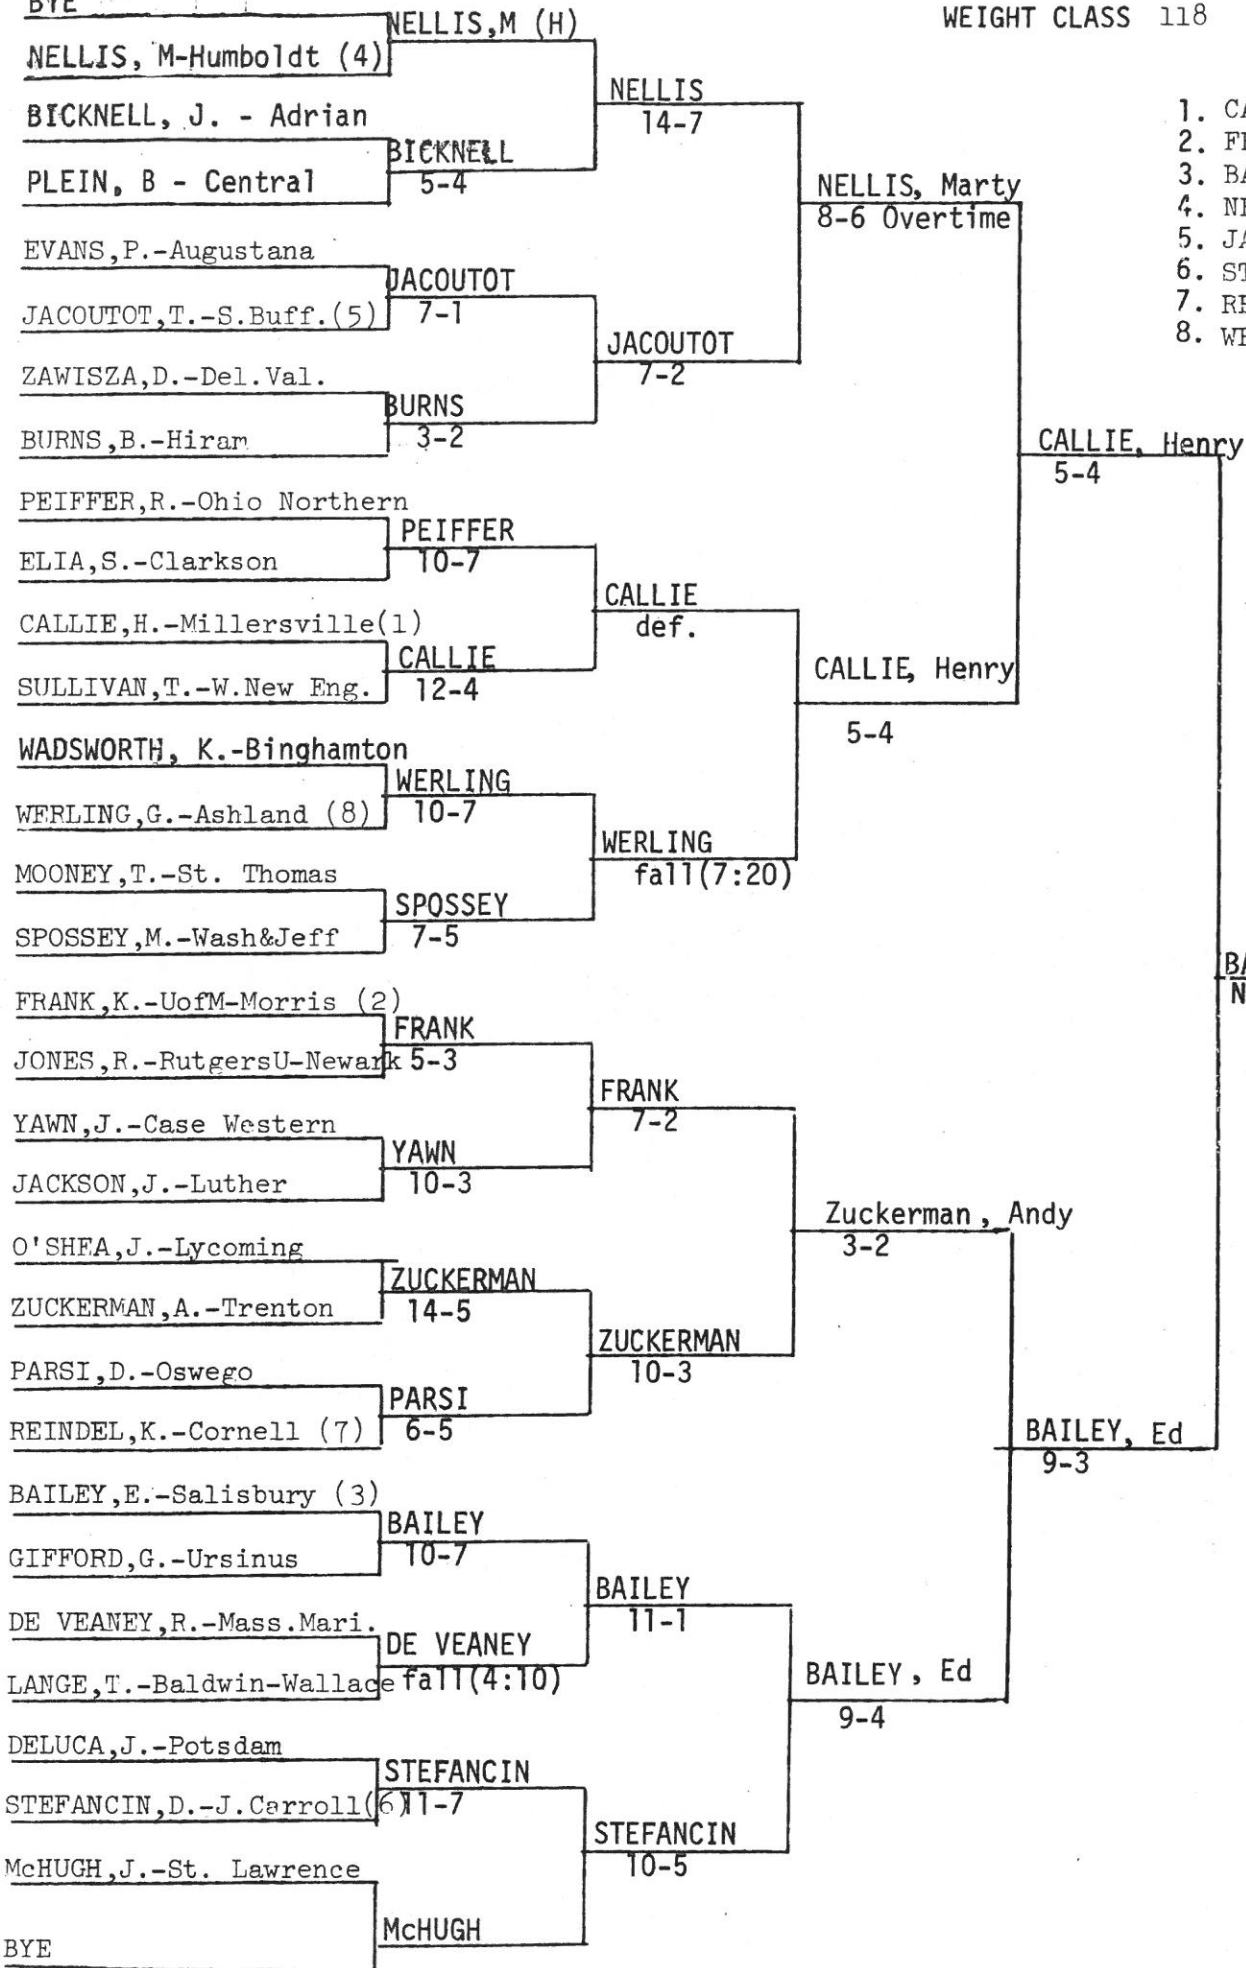 BYE
NELLIS, M-Humboldt (4)
BICKNELL, J. - Adrian
PLEIN, B - Central
EVANS,P.-Augustana
JACOUTOT,T.-S.Buff.(5)
ZAWISZA,D.-Del.Val.
BURNS,B.-Hiram
PEIFFER,R.-Ohio Northern
ELIA,S.-Clarkson
CALLIE,H.-Millersville(1)
SULLIVAN,T.-W.New Eng.
WADSWORTH, K.-Binghamton
WERLING,G.-Ashland (8)
MOONEY,T.-St. Thomas
SPOSSEY,M.-Wash&Jeff
FRANK,K.-UofM-Morris (2)
JONES,R.-RutgersU-Newark
YAWN,J.-Case Western
JACKSON,J.-Luther
O'SHEA,J.-Lycoming
ZUCKERMAN,A.-Trenton
PARSI,D.-Oswego
REINDEL,K.-Cornell (7)
BAILEY,E.-Salisbury (3)
GIFFORD,G.-Ursinus
DE VEANEY,R.-Mass.Mari.
LANGE,T.-Baldwin-Wallace
DELUCA,J.-Potsdam
STEFANCIN,D.-J.Carroll(6)
McHUGH,J.-St. Lawrence
BYE
NELLIS,M (H)
BICKNELL
5-4
JACOUTOT
7-1
BURNS
3-2
PEIFFER
10-7
CALLIE
12-4
WERLING
10-7
SPOSSEY
7-5
FRANK
5-3
YAWN
10-3
ZUCKERMAN
14-5
PARSI
6-5
BAILEY
10-7
DE VEANEY
fall(4:10)
STEFANCIN
11-7
McHUGH
NELLIS
14-7
JACOUTOT
7-2
CALLIE
def.
WERLING
fall(7:20)
FRANK
7-2
ZUCKERMAN
10-3
BAILEY
11-1
STEFANCIN
10-5
NELLIS, Marty
8-6 Overtime
CALLIE, Henry
5-4
Zuckerman, Andy
3-2
BAILEY, Ed
9-4
CALLIE, Henry
5-4
BAILEY, Ed
9-3
BA
N
WEIGHT CLASS 118
1. CA
2. FR
3. BA
4. NE
5. JA
6. ST
7. RE
8. WE